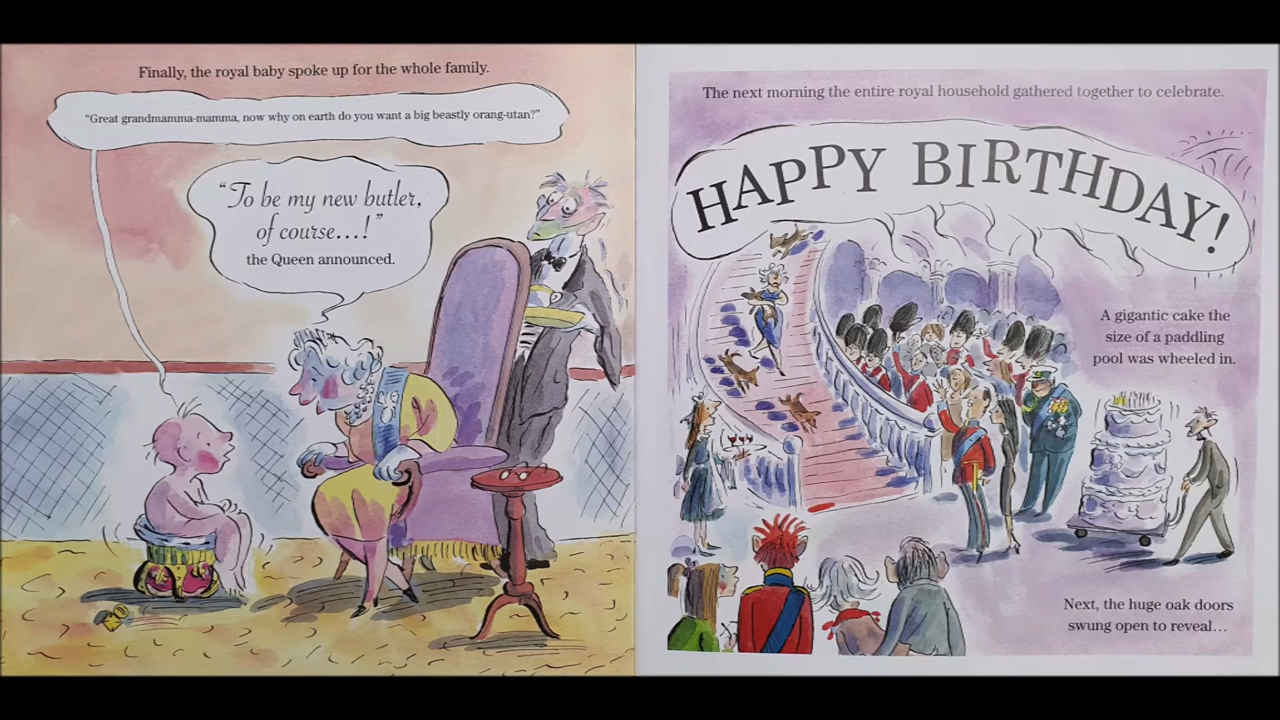 Finally, the royal baby spoke up for the whole family.
“Great grandmamma-mamma, now why on earth do you want a big beastly orang-utan?”
“To be my new butler,
of course...!”
the Queen announced.
The next morning the entire royal household gathered together to celebrate.
HAPPY BIRTHDAY!
A gigantic cake the
size of a paddling
pool was wheeled in.
Next, the huge oak doors
swung open to reveal...